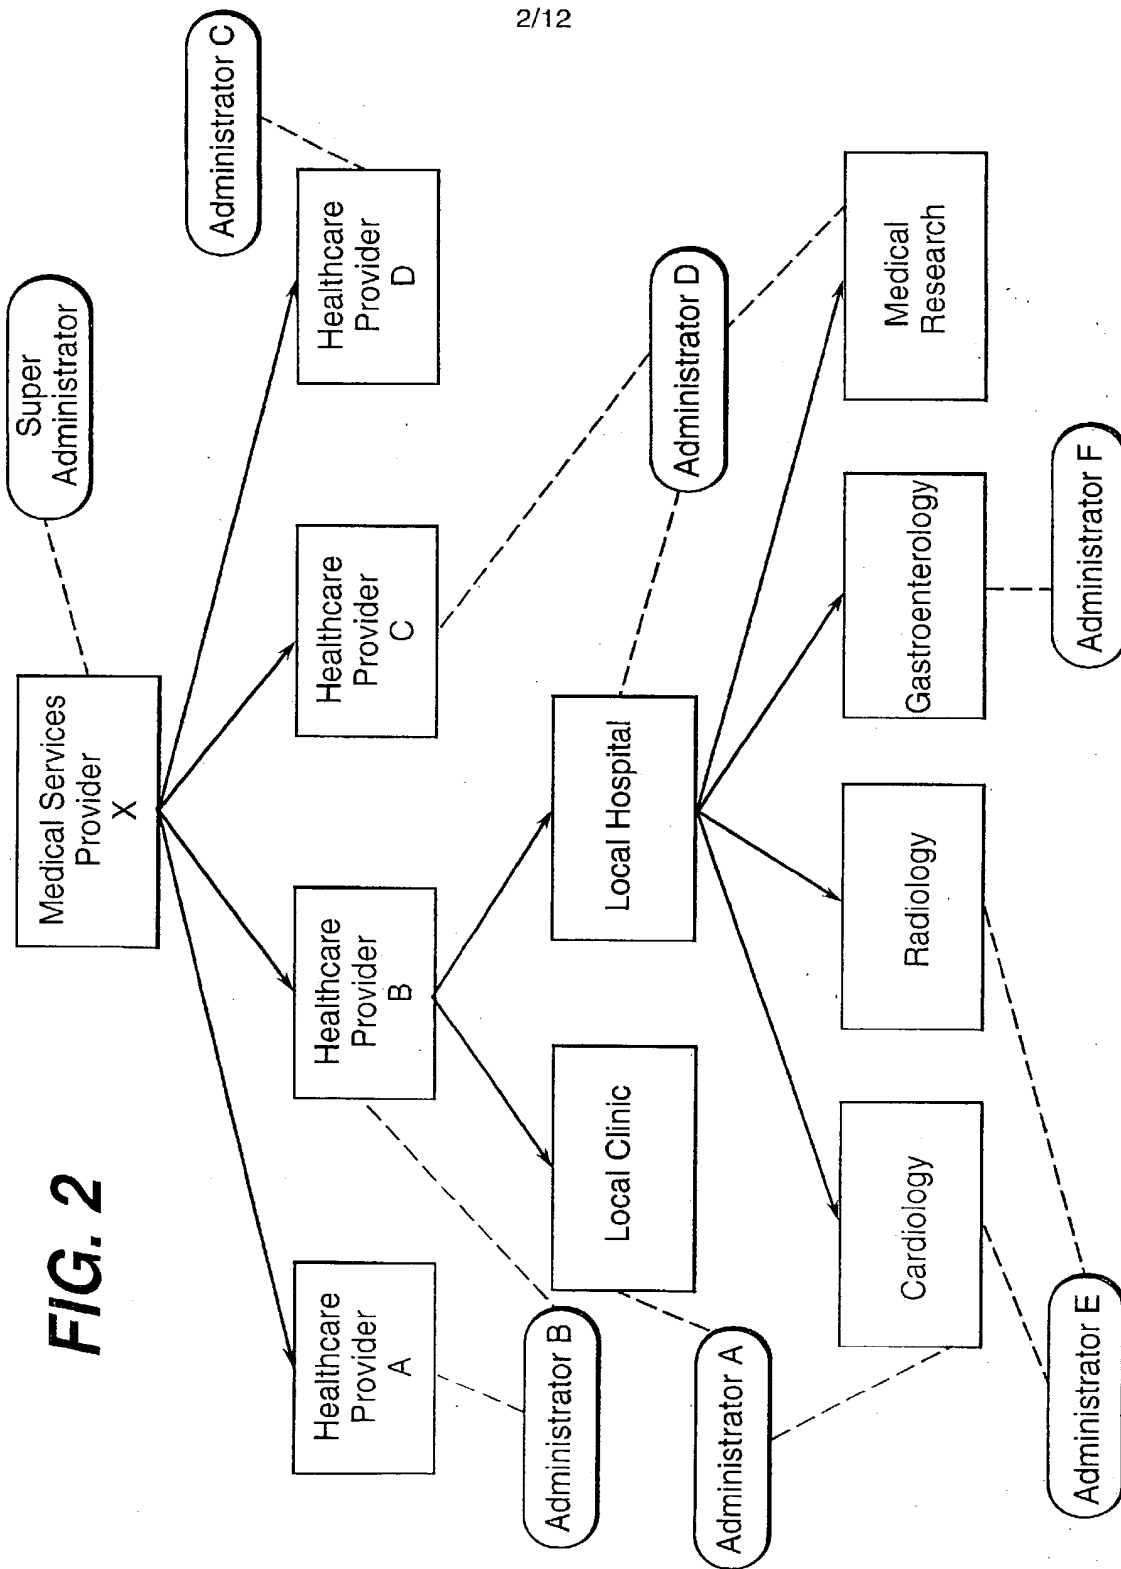 2/12
FIG. 2
Super
Administrator
Medical Services
Provider
X
Administrator C
Healthcare
Provider
A
Healthcare
Provider
B
Healthcare
Provider
C
Healthcare
Provider
D
Administrator B
Local Clinic
Local Hospital
Administrator D
Administrator A
Cardiology
Radiology
Gastroenterology
Medical
Research
Administrator E
Administrator F